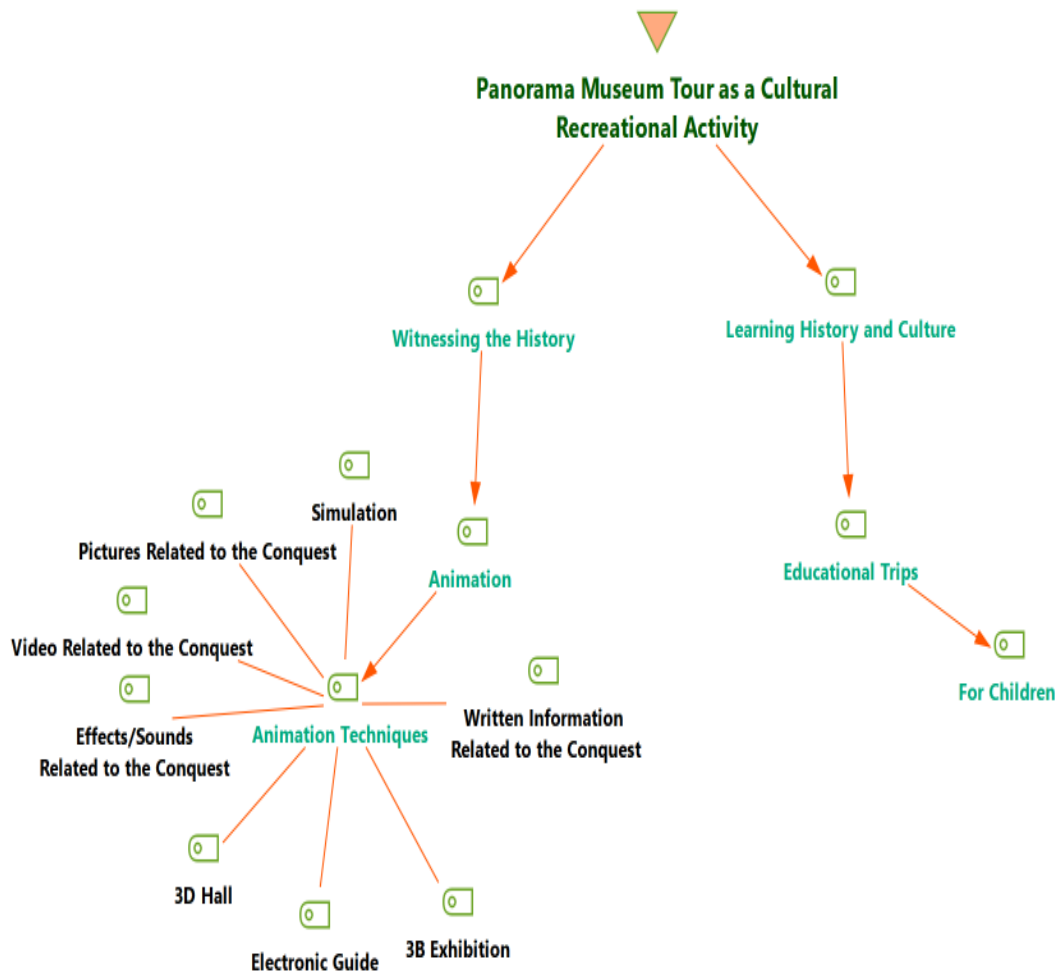 Panorama Museum Tour as a Cultural
Recreational Activity
Witnessing the History
Learning History and Culture
Simulation
Pictures Related to the Conquest
Animation
Educational Trips
Video Related to the Conquest
For Children
Effects/Sounds
Related to the Conquest
Animation Techniques
Written Information
Related to the Conquest
3D Hall
Electronic Guide
3B Exhibition